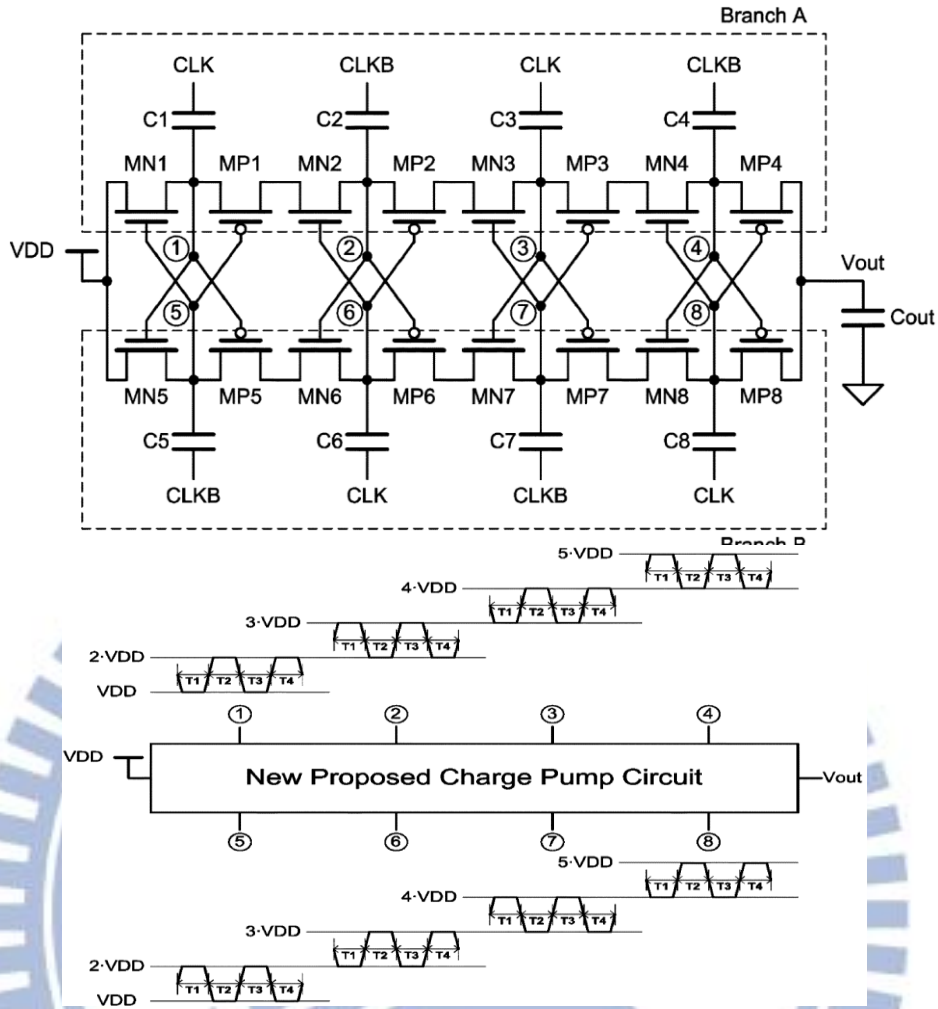 Branch A
CLK CLKB CLK CLKB
C1 C2 C3 C4
MN1 MP1 MN2 MP2 MN3 MP3 MN4 MP4
VDD ① ② ③ ④ Vout
⑤ ⑥ ⑦ ⑧ Cout
MN5 MP5 MN6 MP6 MN7 MP7 MN8 MP8
C5 C6 C7 C8
CLKB CLK CLKB CLK
Branch B
5·VDD
T1 T2 T3 T4
4·VDD
T1 T2 T3 T4
3·VDD
T1 T2 T3 T4
2·VDD
T1 T2 T3 T4
VDD
① ② ③ ④
VDD
New Proposed Charge Pump Circuit
Vout
⑤ ⑥ ⑦ ⑧
5·VDD
T1 T2 T3 T4
4·VDD
T1 T2 T3 T4
3·VDD
T1 T2 T3 T4
2·VDD
T1 T2 T3 T4
VDD